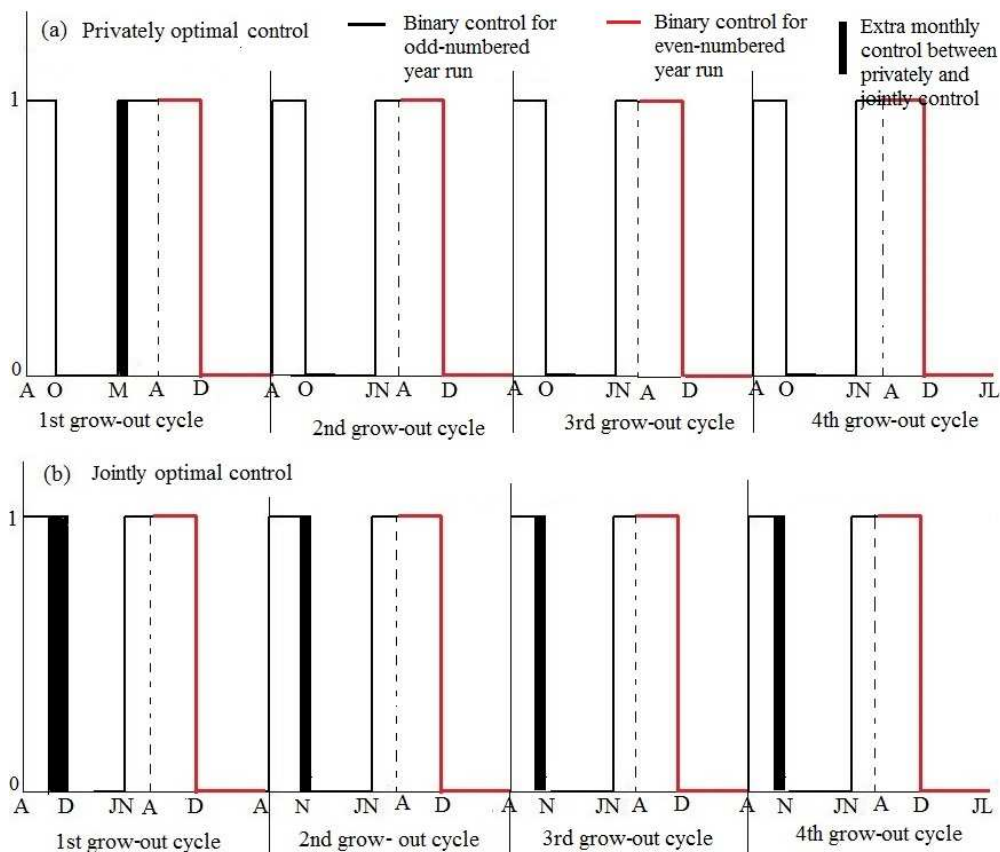 (a) Privately optimal control
Binary control for
odd-numbered
year run
Binary control for
even-numbered
year run
Extra monthly
control between
privately and
jointly control
1
0
A O M A D A O JN A D A O JN A D A O JN A D JL
1st grow-out cycle 2nd grow-out cycle 3rd grow-out cycle 4th grow-out cycle
(b) Jointly optimal control
1
0
A D JN A D A N JN A D A N JN A D A N JN A D JL
1st grow-out cycle 2nd grow- out cycle 3rd grow-out cycle 4th grow-out cycle